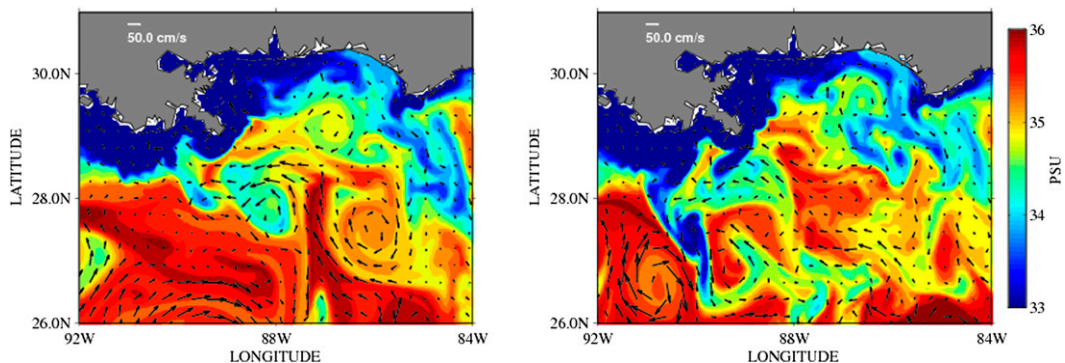 50.0 cm/s
30.0N
28.0N
26.0N
LATITUDE
92W
88W
84W
LONGITUDE
50.0 cm/s
30.0N
28.0N
26.0N
LATITUDE
92W
88W
84W
LONGITUDE
36
35
34
33
PSU